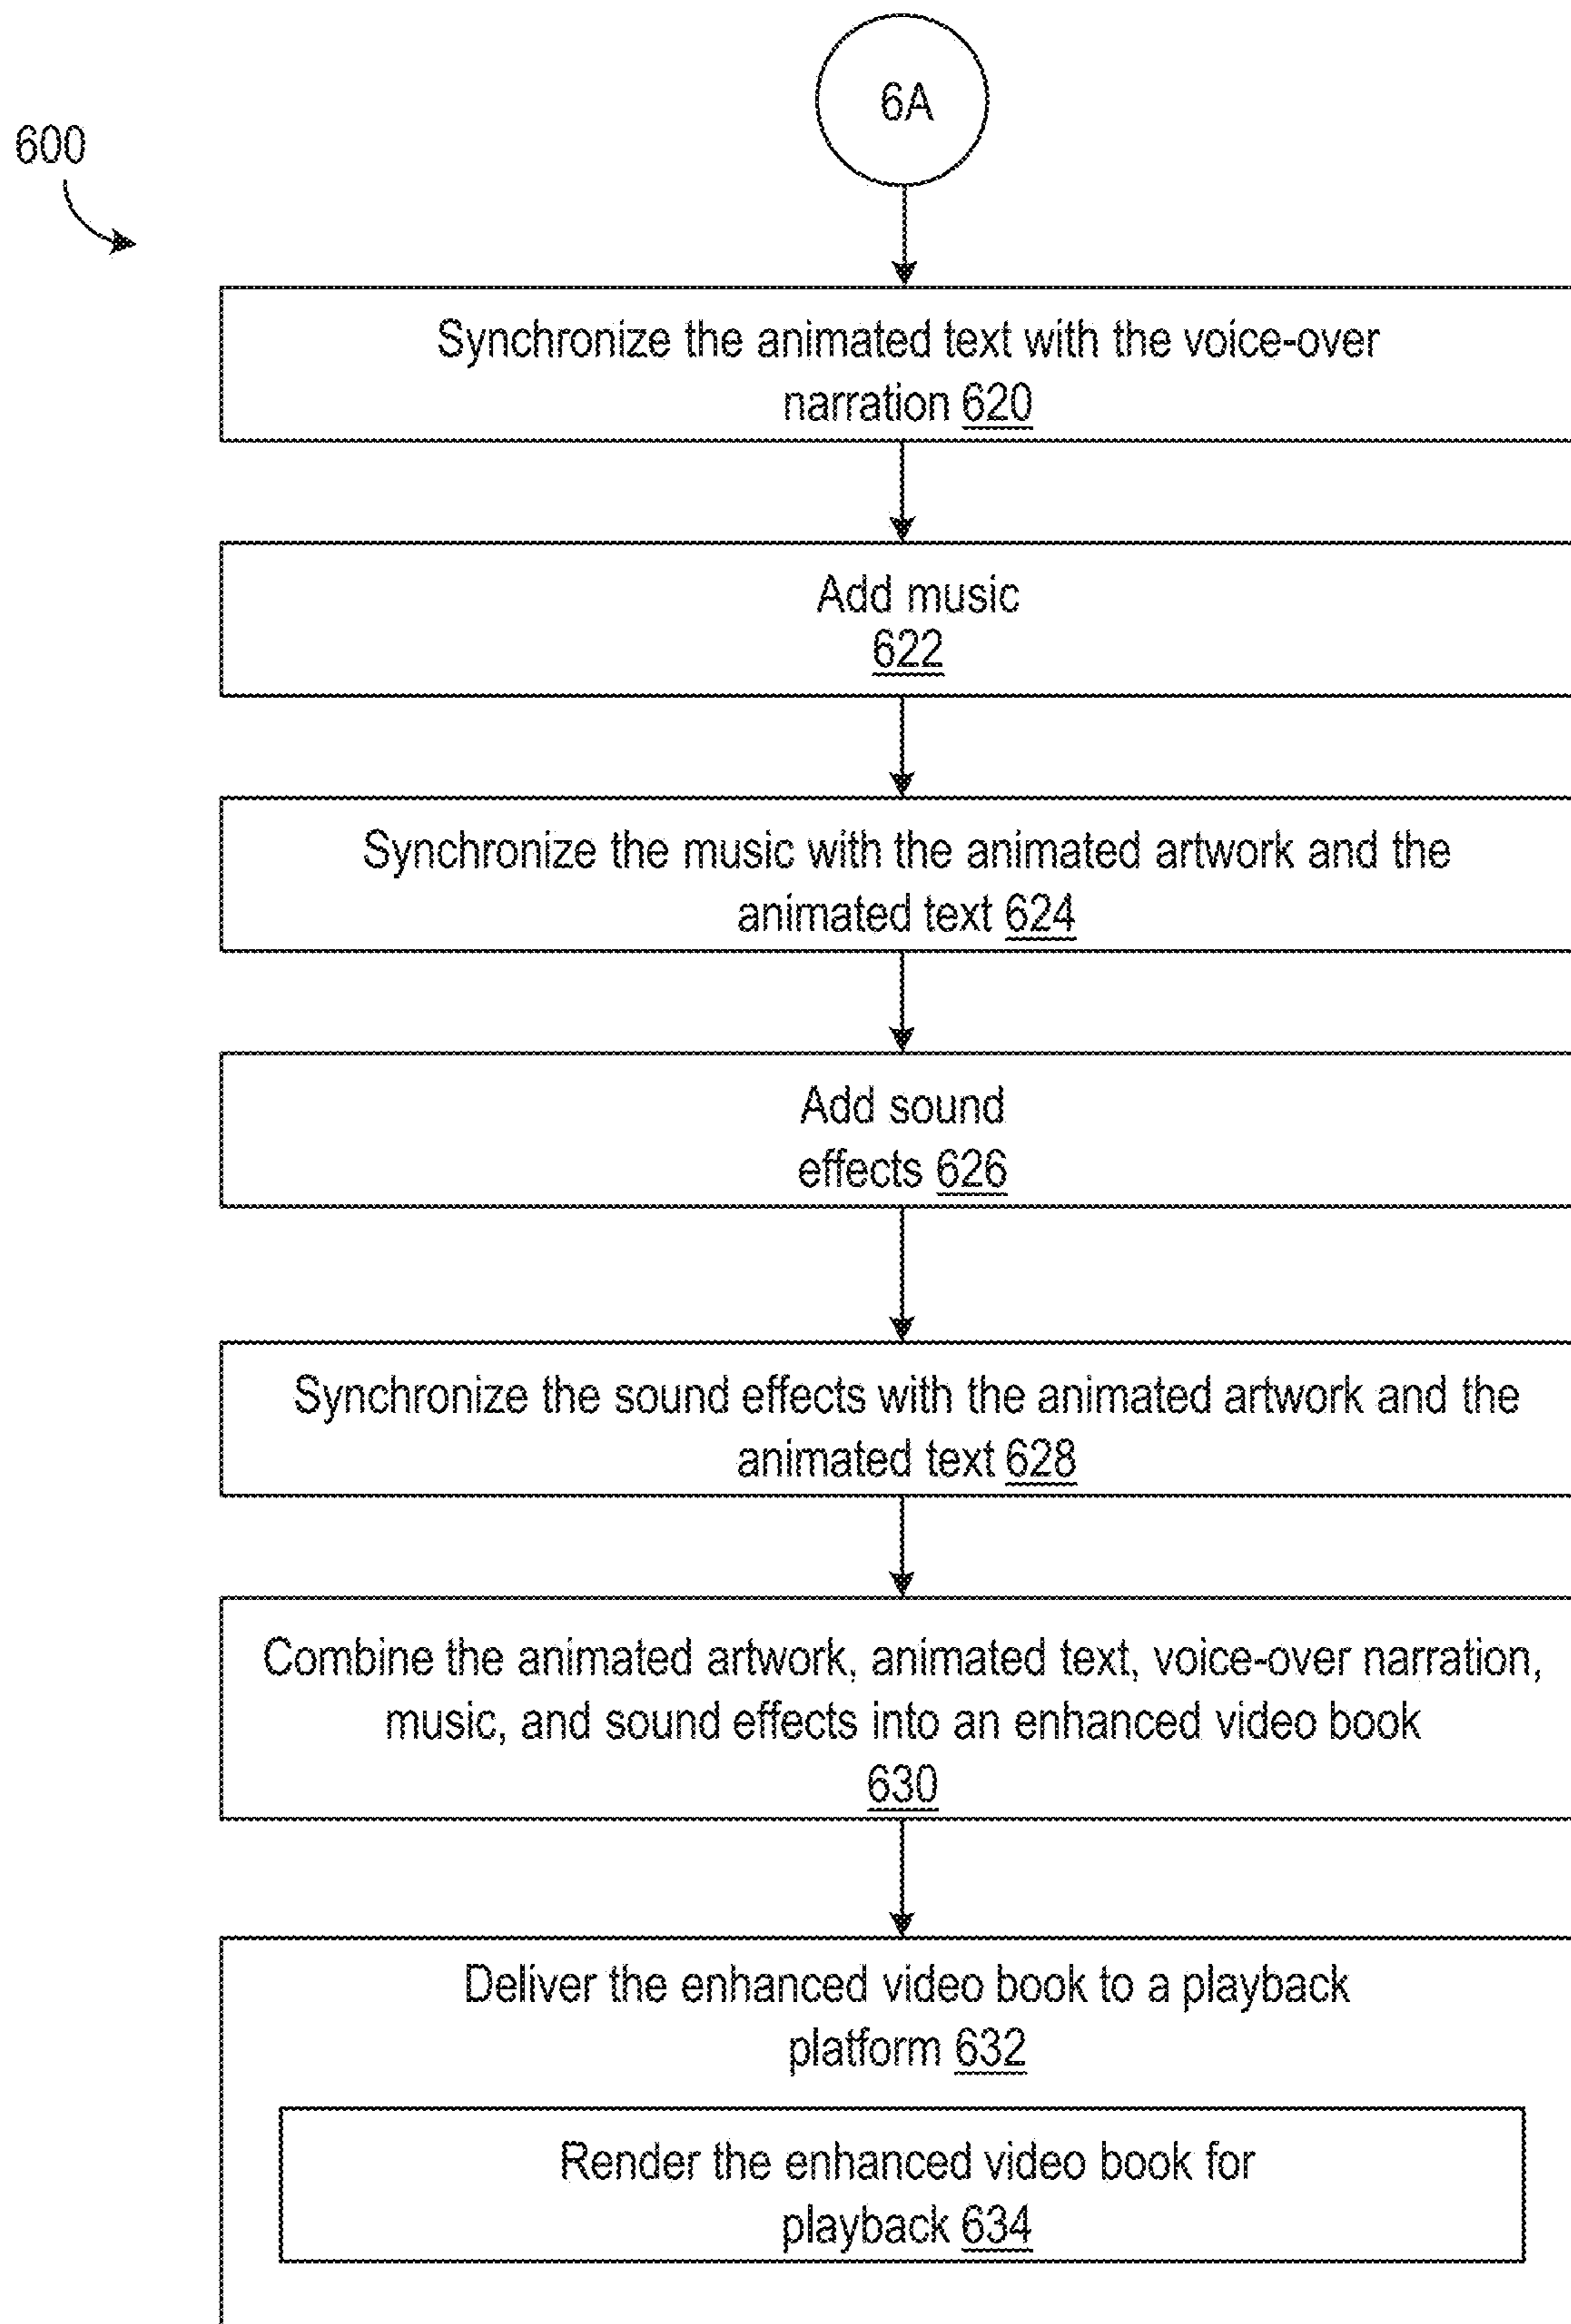 6A
600
Synchronize the animated text with the voice-over
narration 620
Add music
622
Synchronize the music with the animated artwork and the
animated text 624
Add sound
effects 626
Synchronize the sound effects with the animated artwork and the
animated text 628
Combine the animated artwork, animated text, voice-over narration,
music, and sound effects into an enhanced video book
630
Deliver the enhanced video book to a playback
platform 632
Render the enhanced video book for
playback 634